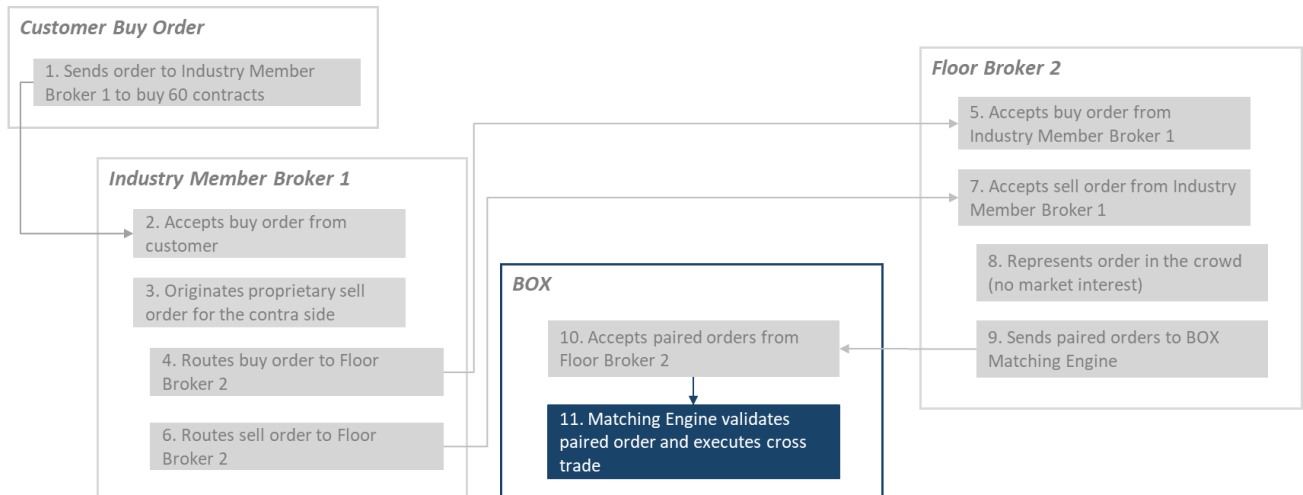 Customer Buy Order
1. Sends order to Industry Member
Broker 1 to buy 60 contracts
Industry Member Broker 1
2. Accepts buy order from
customer
3. Originates proprietary sell
order for the contra side
4. Routes buy order to Floor
Broker 2
6. Routes sell order to Floor
Broker 2
BOX
10. Accepts paired orders from
Floor Broker 2
11. Matching Engine validates
paired order and executes cross
trade
Floor Broker 2
5. Accepts buy order from
Industry Member Broker 1
7. Accepts sell order from Industry
Member Broker 1
8. Represents order in the crowd
(no market interest)
9. Sends paired orders to BOX
Matching Engine